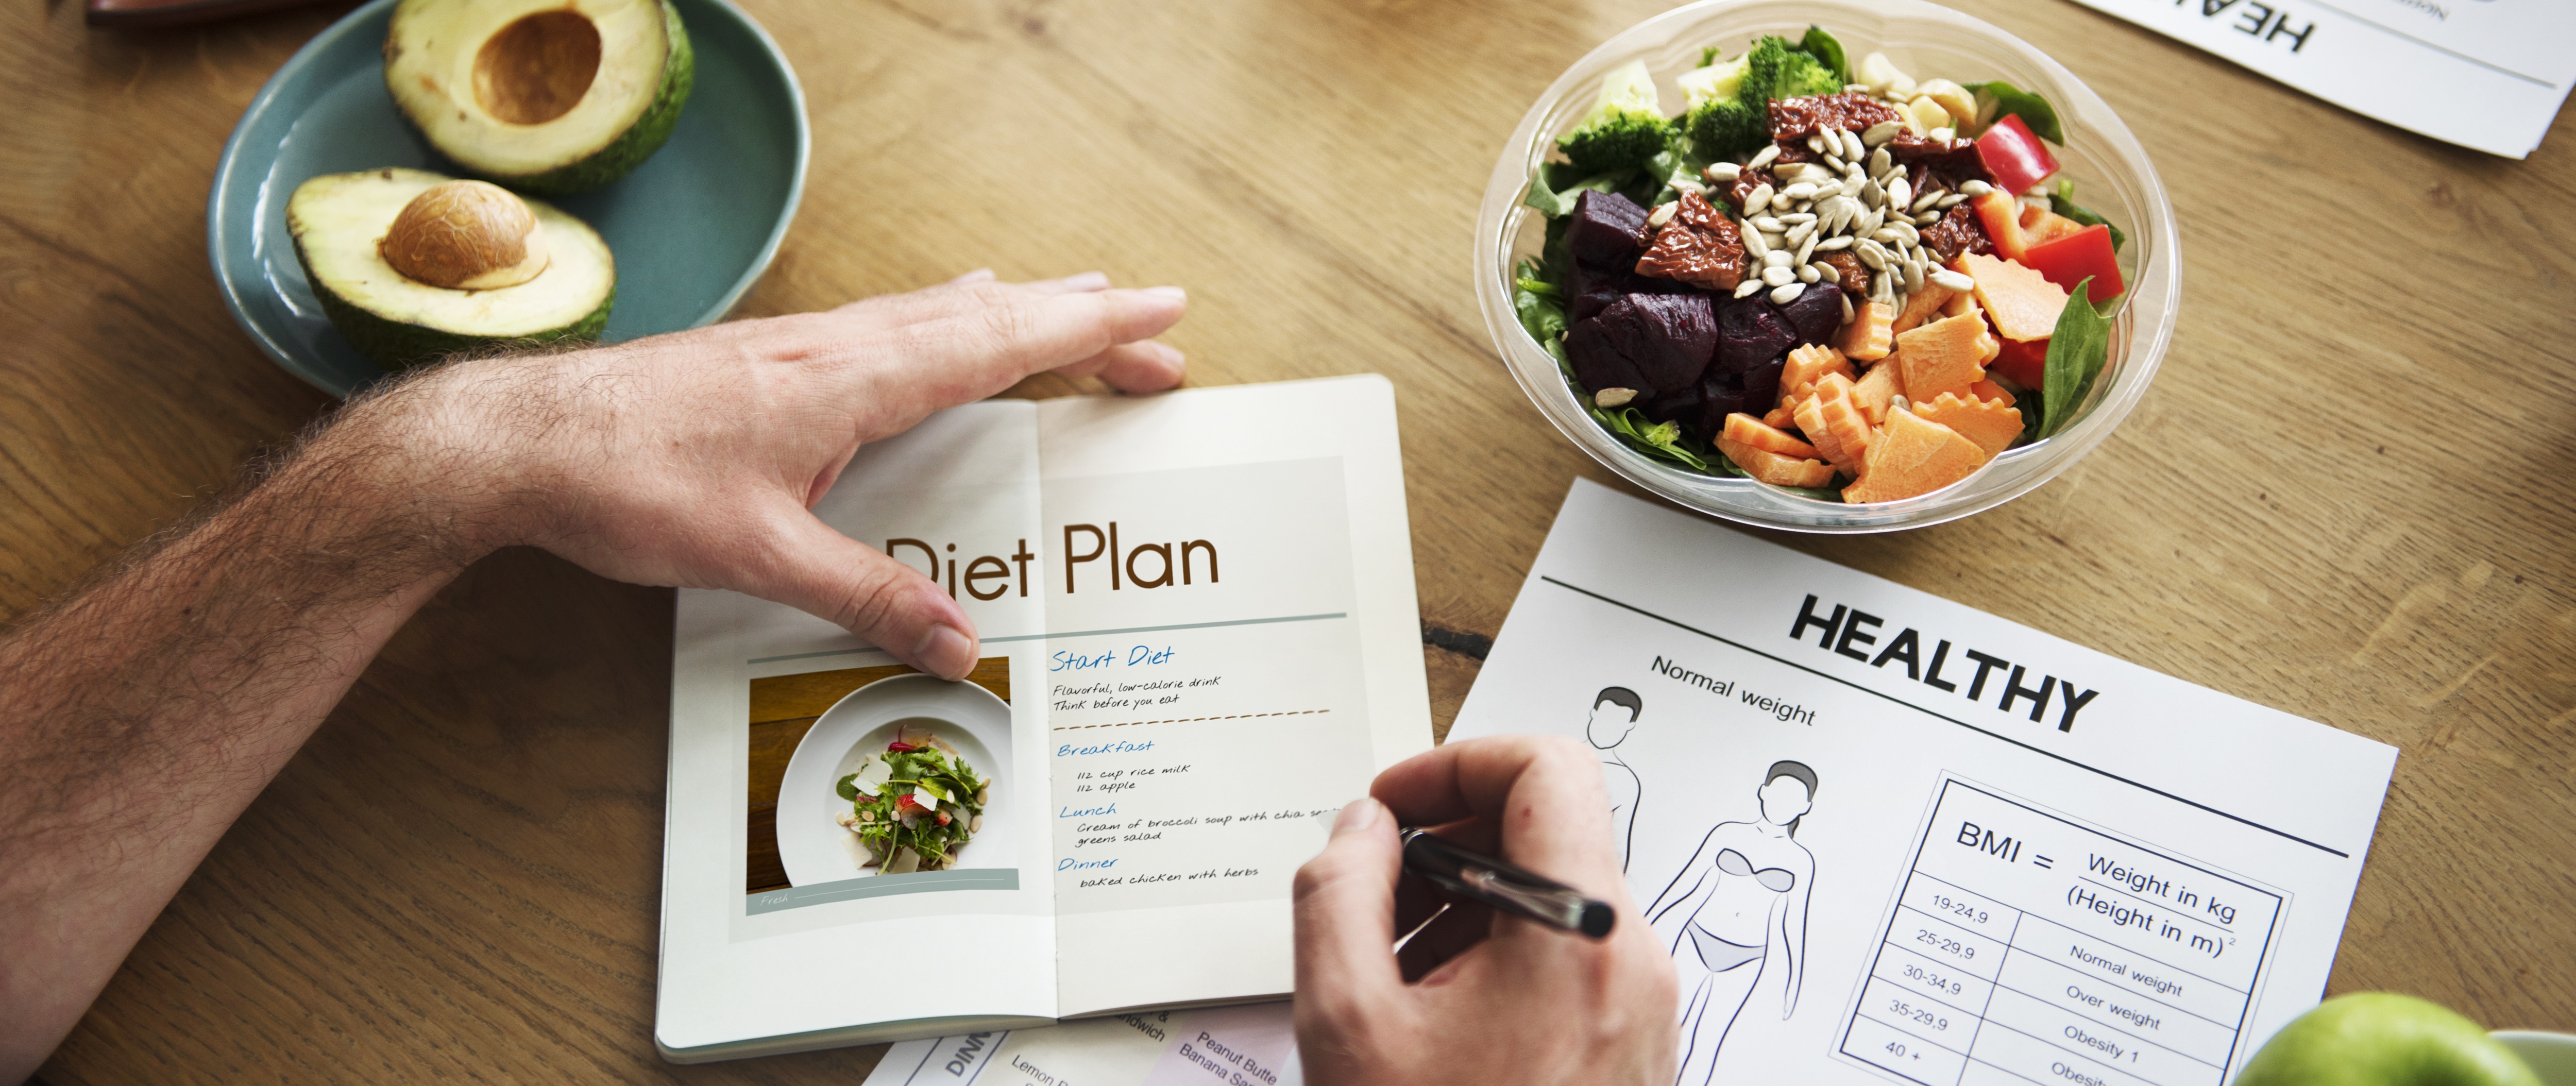 Diet Plan
Start Diet
Flavorful, low-calorie drink
Think before you eat
Breakfast
1/2 cup rice milk
1/2 apple
Lunch
Cream of broccoli soup with chia
greens salad
Dinner
baked chicken with herbs
Fresh
HEALTHY
Normal weight
BMI = Weight in kg
(Height in m)²
19-24,9 Normal weight
25-29,9 Over weight
30-34,9 Obesity 1
35-29,9
40 +
Lemon
&
Peanut
Banana
HEALTHY